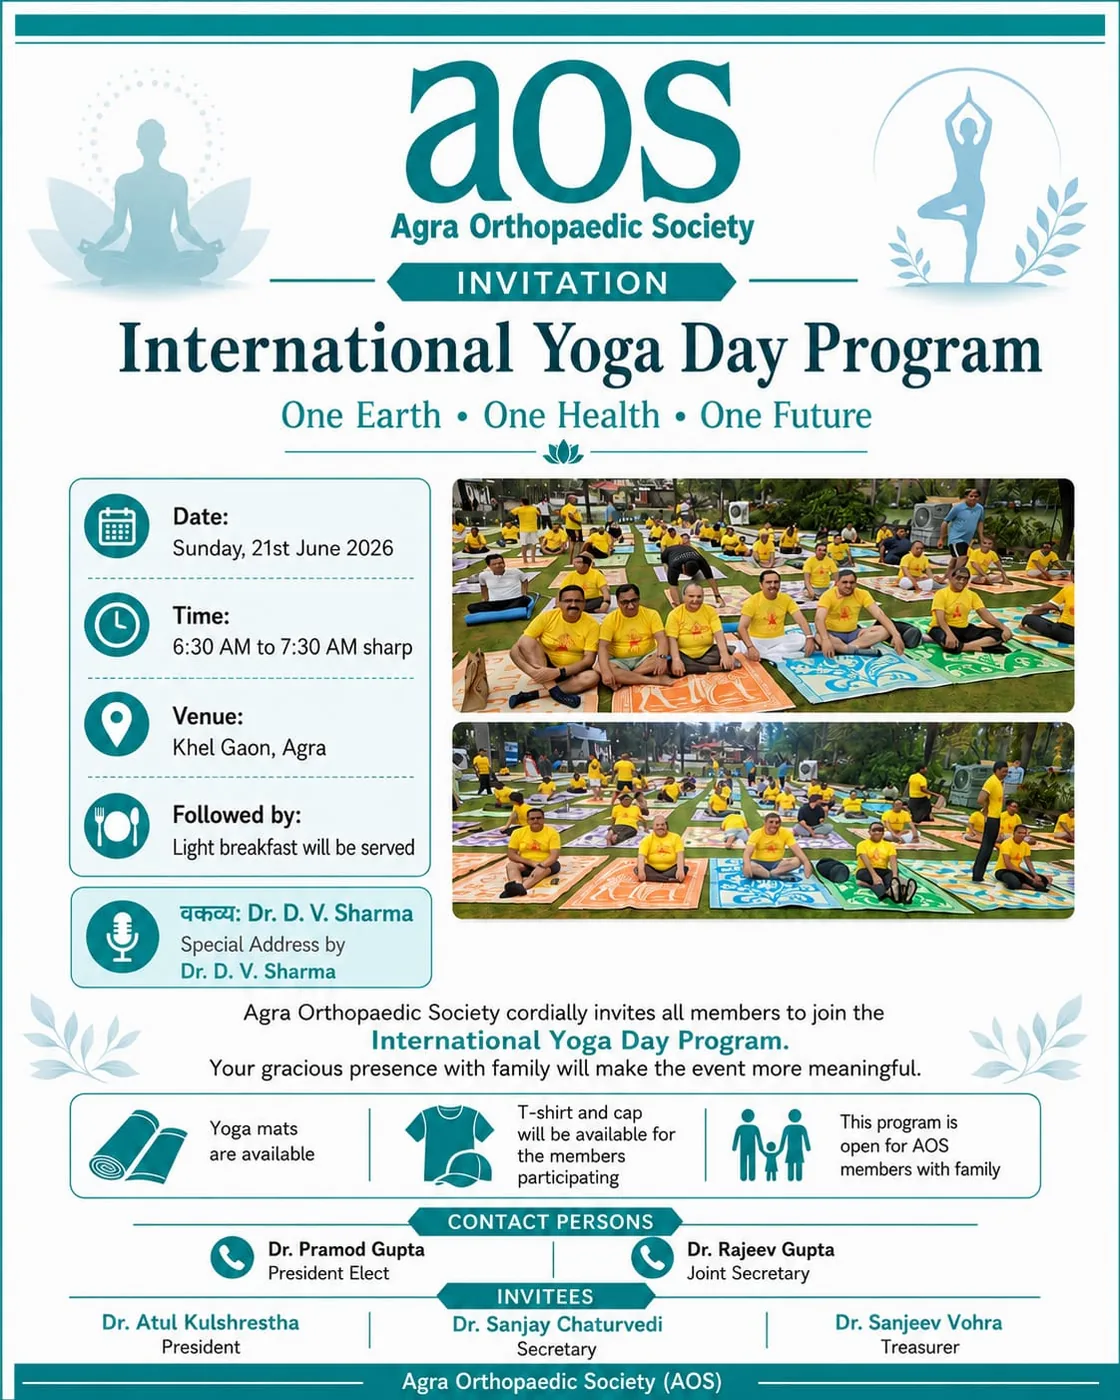 aos
Agra Orthopaedic Society
INVITATION
International Yoga Day Program
One Earth • One Health • One Future
Date:
Sunday, 21st June 2026
Time:
6:30 AM to 7:30 AM sharp
Venue:
Khel Gaon, Agra
Followed by:
Light breakfast will be served
वकव्य: Dr. D. V. Sharma
Special Address by
Dr. D. V. Sharma
Agra Orthopaedic Society cordially invites all members to join the
International Yoga Day Program.
Your gracious presence with family will make the event more meaningful.
Yoga mats
are available
T-shirt and cap
will be available for
the members
participating
This program is
open for AOS
members with family
CONTACT PERSONS
Dr. Pramod Gupta
President Elect
Dr. Rajeev Gupta
Joint Secretary
INVITEES
Dr. Atul Kulshrestha
President
Dr. Sanjay Chaturvedi
Secretary
Dr. Sanjeev Vohra
Treasurer
Agra Orthopaedic Society (AOS)